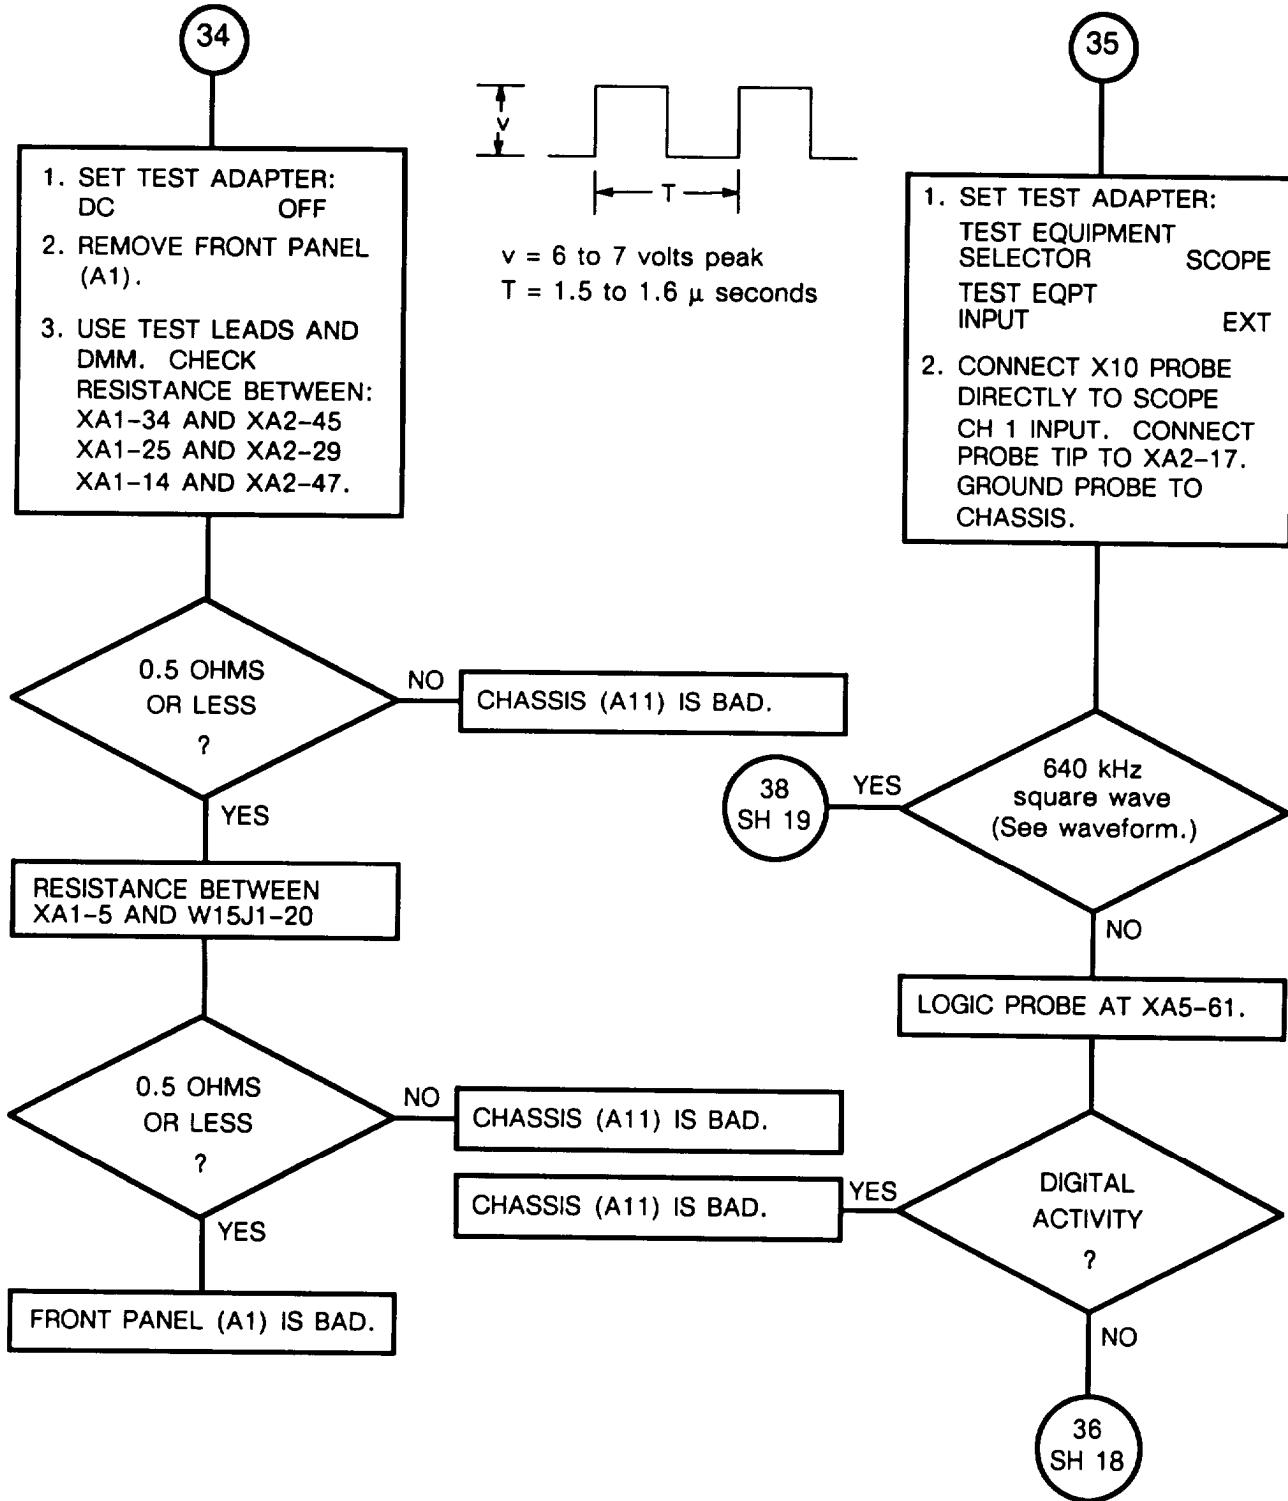 34
1. SET TEST ADAPTER:
DC OFF
2. REMOVE FRONT PANEL
(A1).
3. USE TEST LEADS AND
DMM. CHECK
RESISTANCE BETWEEN:
XA1-34 AND XA2-45
XA1-25 AND XA2-29
XA1-14 AND XA2-47.
0.5 OHMS
OR LESS
?
NO
CHASSIS (A11) IS BAD.
YES
RESISTANCE BETWEEN
XA1-5 AND W15J1-20
0.5 OHMS
OR LESS
?
NO
CHASSIS (A11) IS BAD.
YES
FRONT PANEL (A1) IS BAD.
v
T
v = 6 to 7 volts peak
T = 1.5 to 1.6 μ seconds
35
1. SET TEST ADAPTER:
TEST EQUIPMENT
SELECTOR SCOPE
TEST EQPT
INPUT EXT
2. CONNECT X10 PROBE
DIRECTLY TO SCOPE
CH 1 INPUT. CONNECT
PROBE TIP TO XA2-17.
GROUND PROBE TO
CHASSIS.
640 kHz
square wave
(See waveform.)
YES
38
SH 19
NO
LOGIC PROBE AT XA5-61.
DIGITAL
ACTIVITY
?
YES
CHASSIS (A11) IS BAD.
NO
36
SH 18